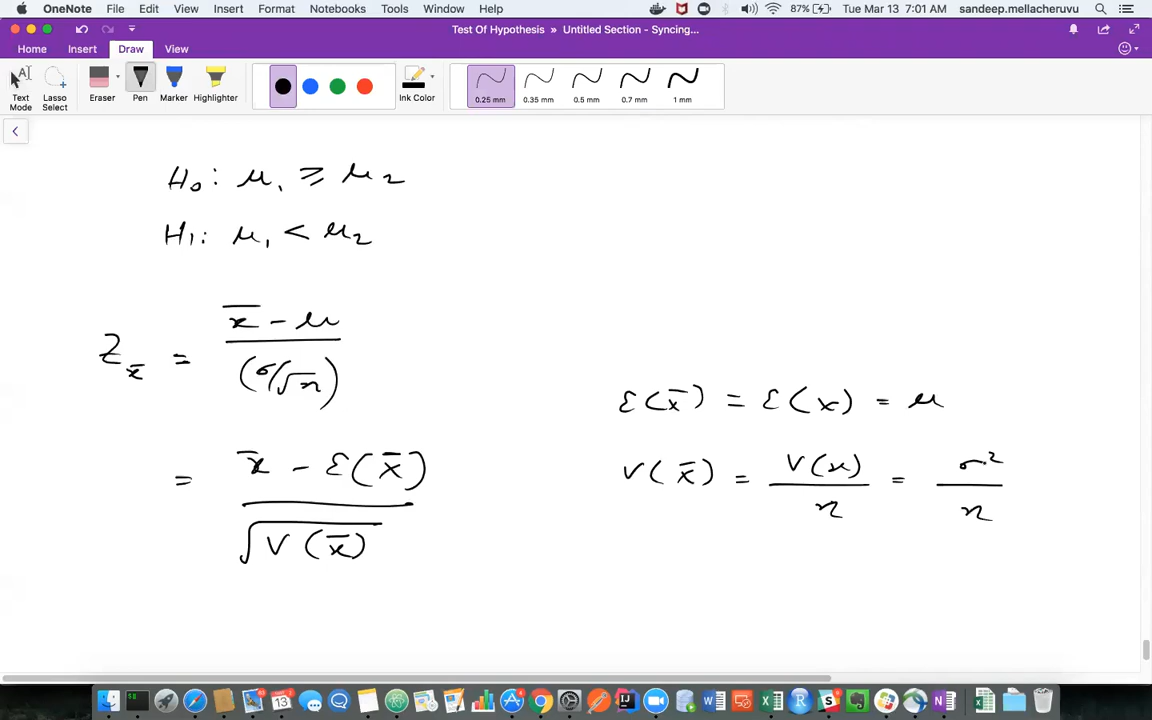 OneNote File Edit View Insert Format Notebooks Tools Window Help 87% Tue Mar 13 7:01 AM sandeep.mellacheruvu
Test Of Hypothesis » Untitled Section - Syncing...
Home Insert Draw View
Text Mode Lasso Select Eraser Pen Marker Highlighter Ink Color 0.25 mm 0.35 mm 0.5 mm 0.7 mm 1 mm
H₀: μ₁ ≥ μ₂
H₁: μ₁ < μ₂
Z_x̄ = (x̄ - μ) / (σ/√n)
= (x̄ - E(x̄)) / √V(x̄)
E(x̄) = E(x) = μ
V(x̄) = V(x)/n = σ²/n